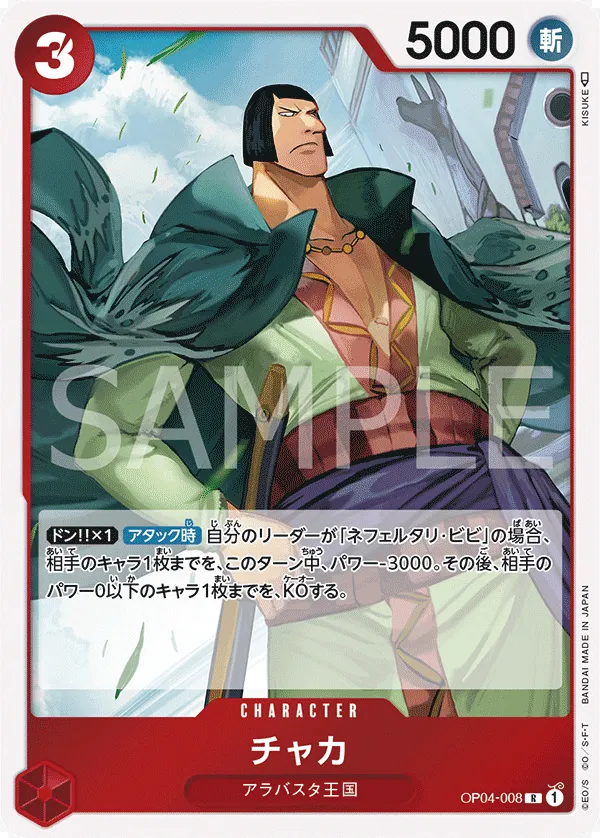 3
5000
斬
KISUKE
SAMPLE
ドン!!×1 アタック時 自分のリーダーが「ネフェルタリ・ビビ」の場合、
相手のキャラ1枚までを、このターン中、パワー-3000。その後、相手の
パワー0以下のキャラ1枚までを、KOする。
CHARACTER
チャカ
アラバスタ王国
OP04-008 R 1
©E.O/S ©O/S・F・T BANDAI MADE IN JAPAN